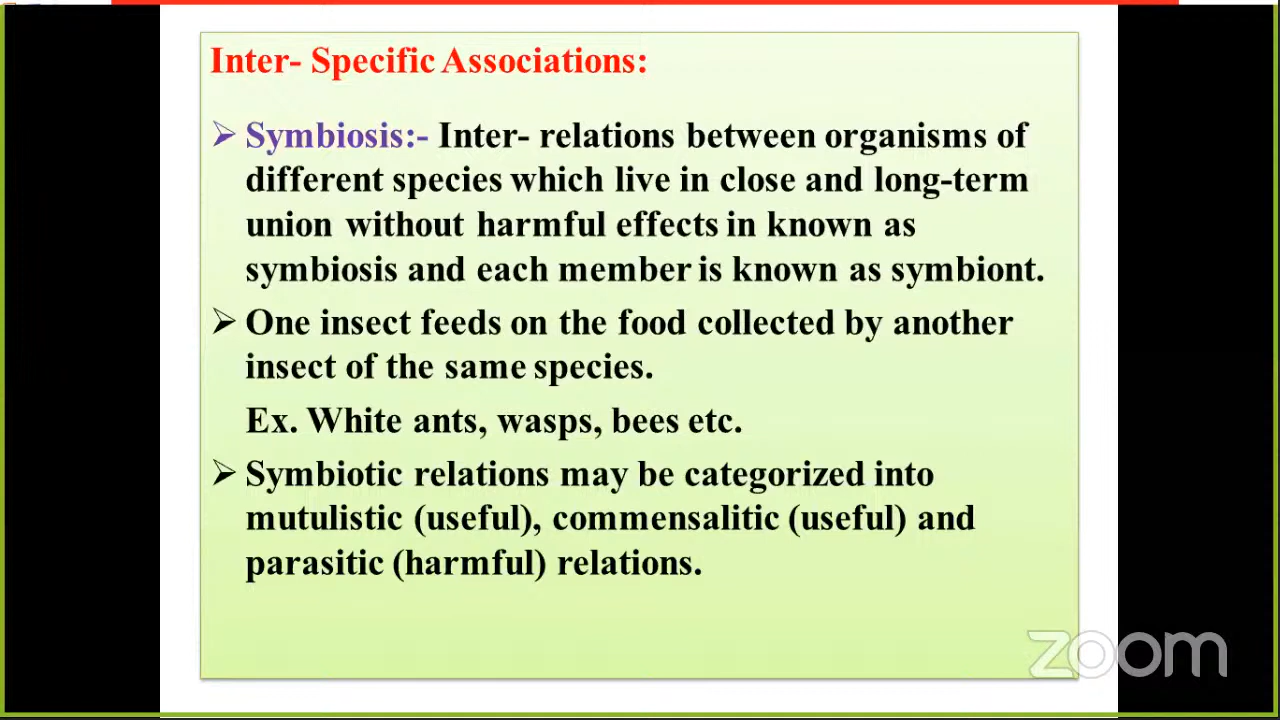 Inter- Specific Associations:
➢ Symbiosis:- Inter- relations between organisms of
different species which live in close and long-term
union without harmful effects in known as
symbiosis and each member is known as symbiont.
➢ One insect feeds on the food collected by another
insect of the same species.
Ex. White ants, wasps, bees etc.
➢ Symbiotic relations may be categorized into
mutulistic (useful), commensalitic (useful) and
parasitic (harmful) relations.
zoom